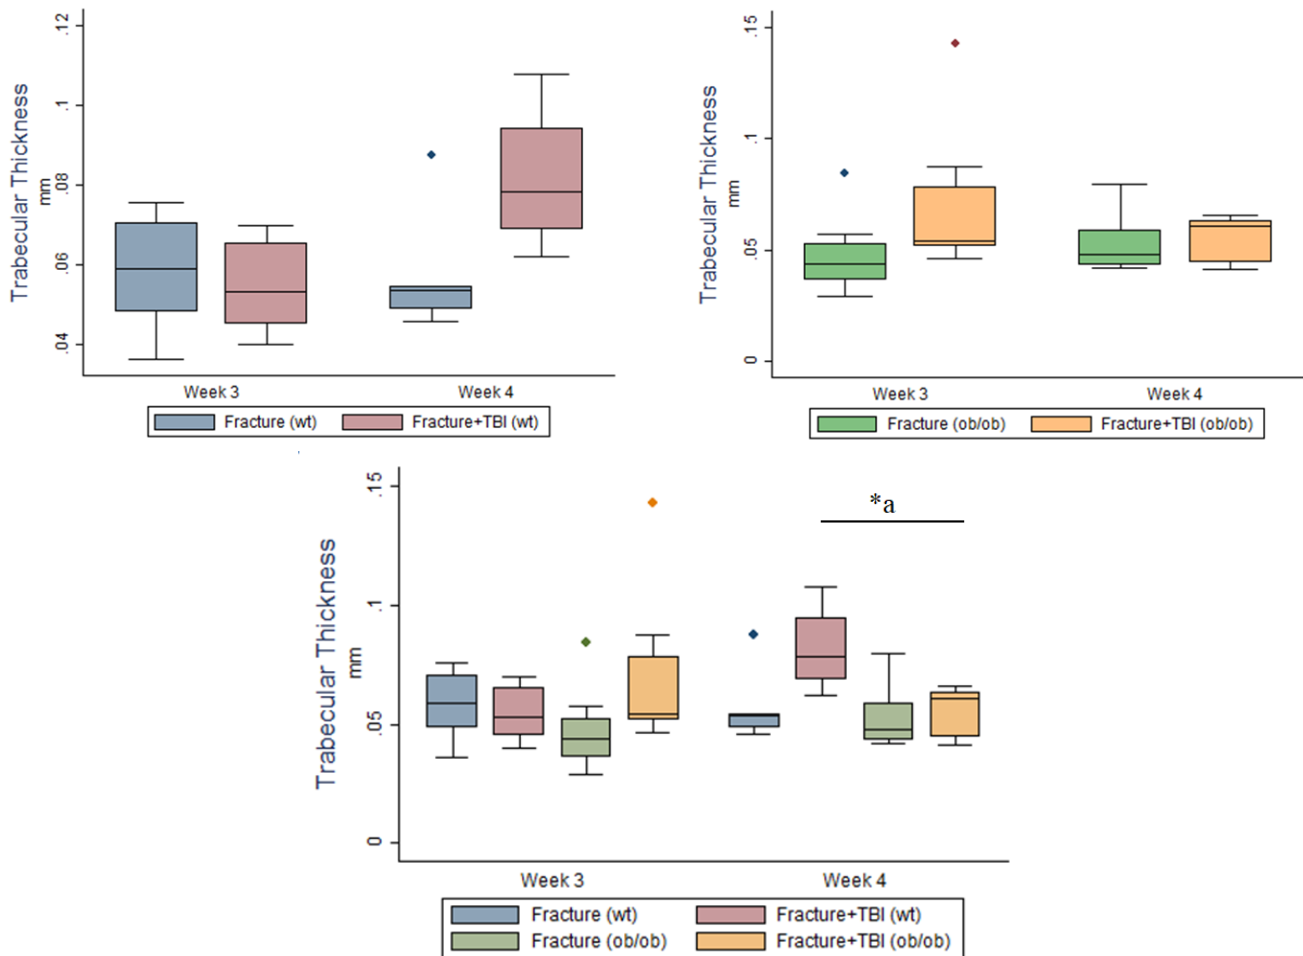 Trabecular Thickness
mm
.12
.1
.08
.06
.04
Week 3
Week 4
Fracture (wt)
Fracture+TBI (wt)
Trabecular Thickness
mm
.15
.1
.05
0
Week 3
Week 4
Fracture (ob/ob)
Fracture+TBI (ob/ob)
Trabecular Thickness
mm
.15
.1
.05
0
*a
Week 3
Week 4
Fracture (wt)
Fracture+TBI (wt)
Fracture (ob/ob)
Fracture+TBI (ob/ob)